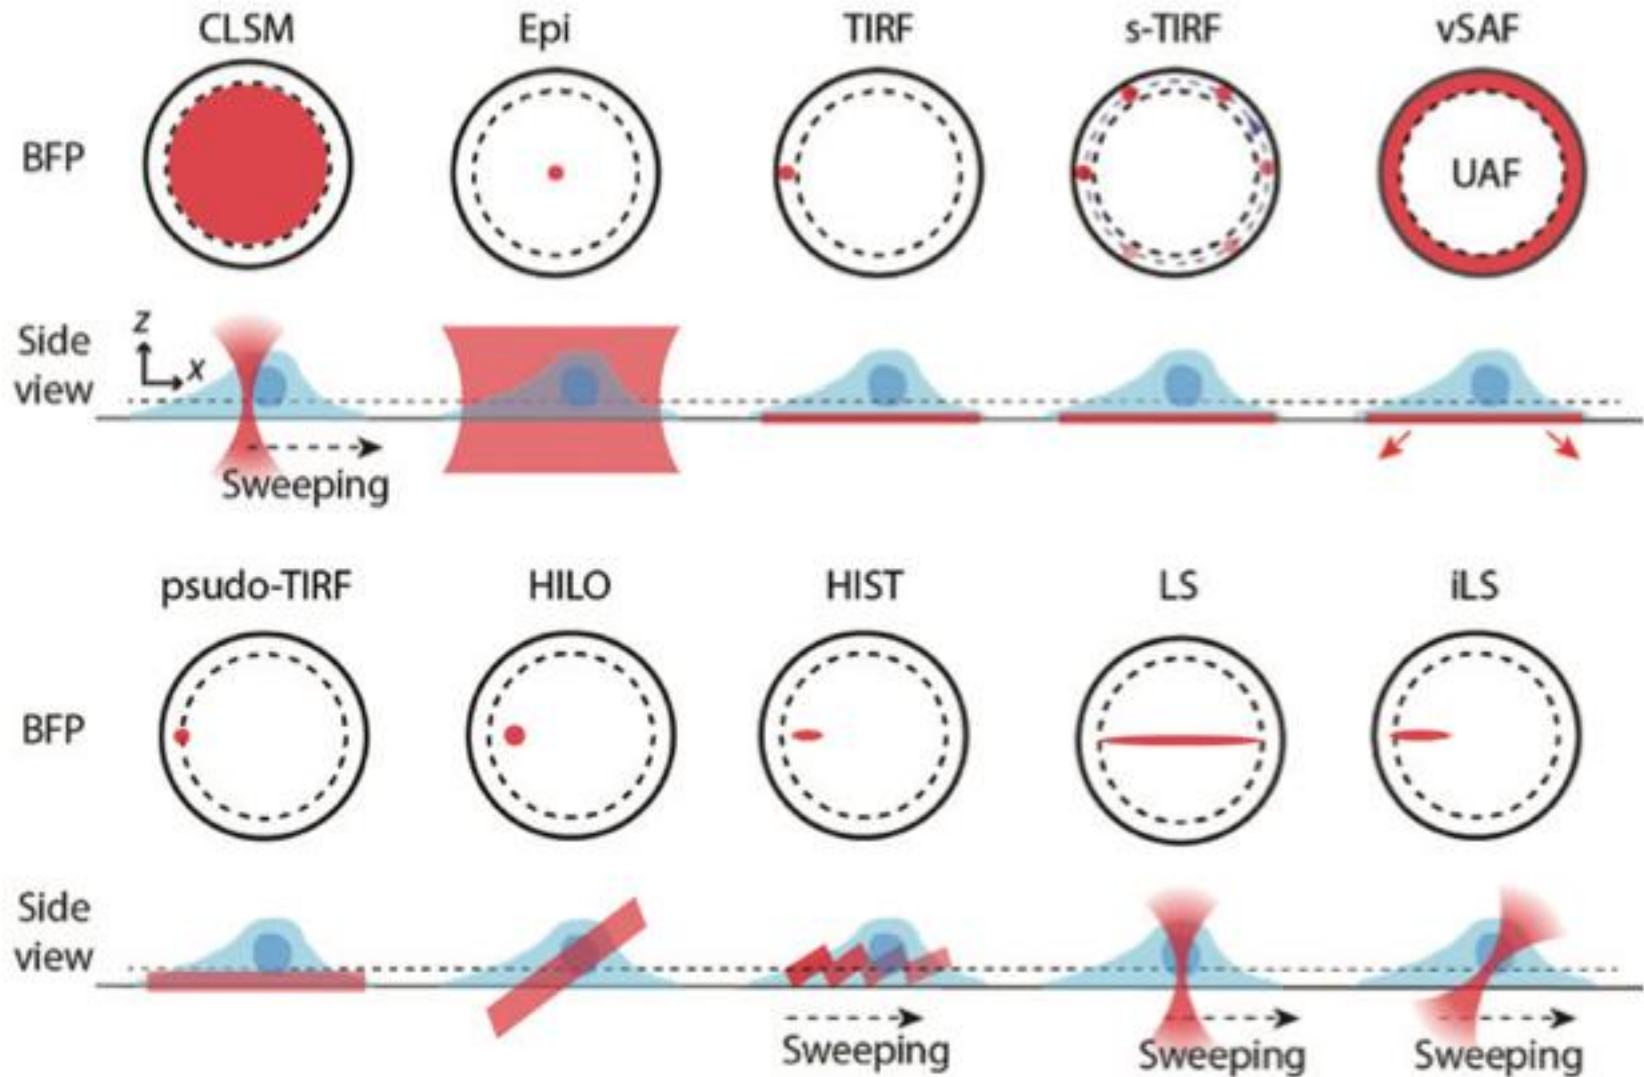 CLSM Epi TIRF s-TIRF vSAF
BFP UAF
Side
view z x
Sweeping
psudo-TIRF HILO HIST LS iLS
BFP
Side
view
Sweeping Sweeping Sweeping